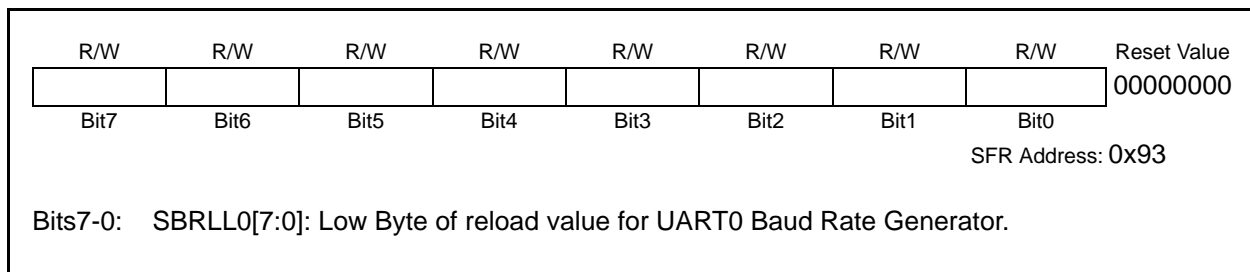 R/W R/W R/W R/W R/W R/W R/W R/W Reset Value
00000000
Bit7 Bit6 Bit5 Bit4 Bit3 Bit2 Bit1 Bit0
SFR Address: 0x93
Bits7-0: SBRLL0[7:0]: Low Byte of reload value for UART0 Baud Rate Generator.